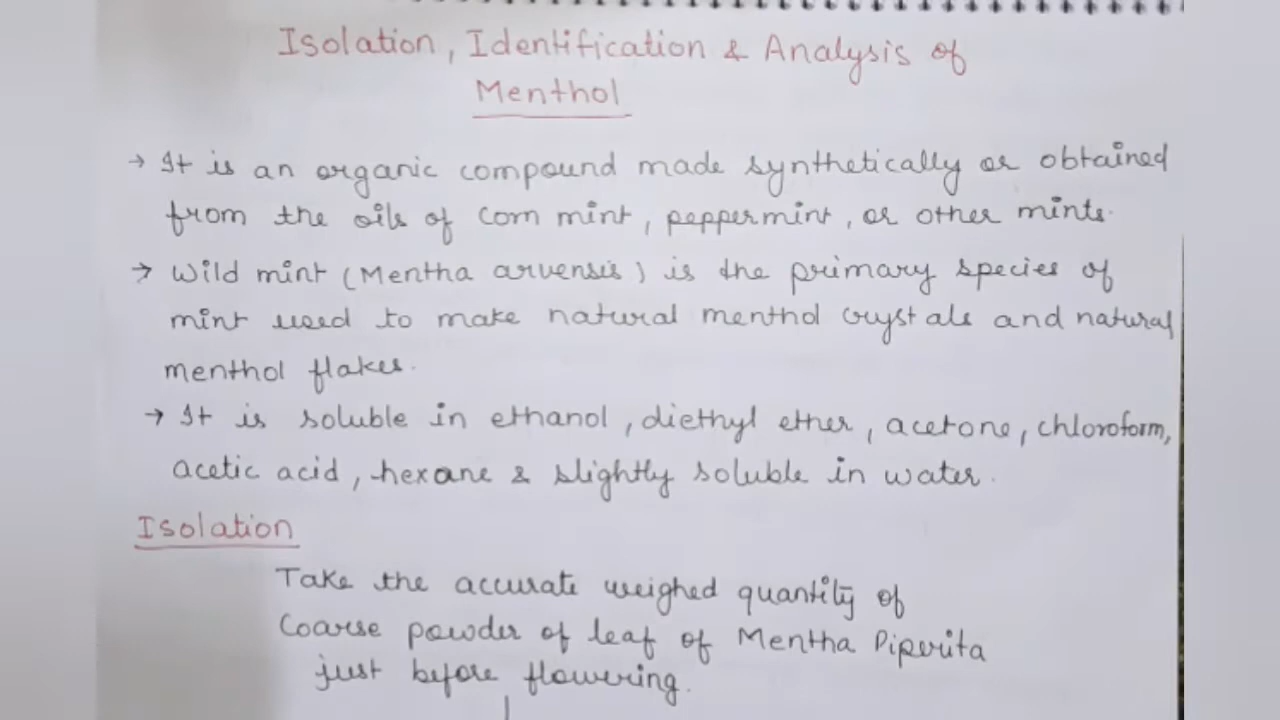 Isolation, Identification & Analysis of
Menthol
→ It is an organic compound made synthetically or obtained
from the oils of corn mint, peppermint, or other mints.
→ Wild mint (Mentha arvensis) is the primary species of
mint used to make natural menthol crystals and natural
menthol flakes.
→ It is soluble in ethanol, diethyl ether, acetone, chloroform,
acetic acid, hexane & slightly soluble in water.
Isolation
Take the accurate weighed quantity of
Coarse powder of leaf of Mentha Piperita
just before flowering.